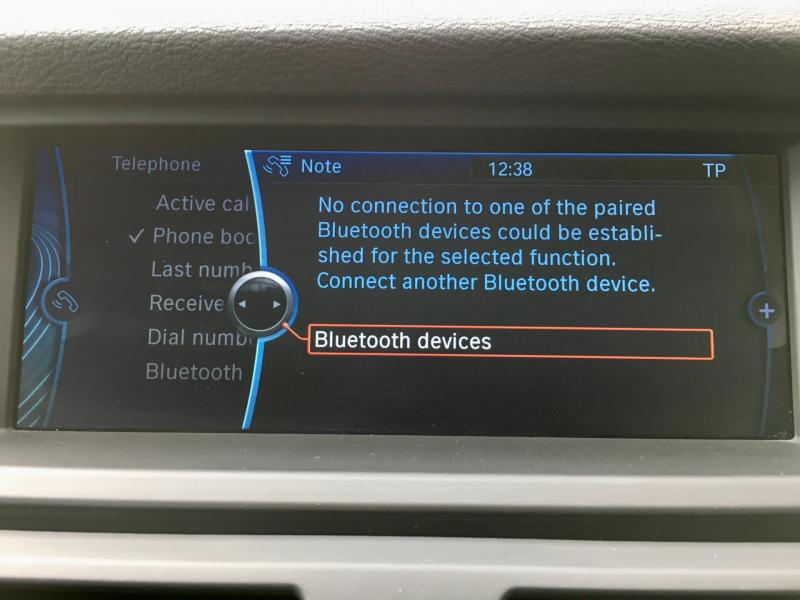 Telephone
Note
12:38
TP
Active cal
✓ Phone boo
Last numb
Receive
Dial numb
Bluetooth
No connection to one of the paired
Bluetooth devices could be establi-
shed for the selected function.
Connect another Bluetooth device.
Bluetooth devices